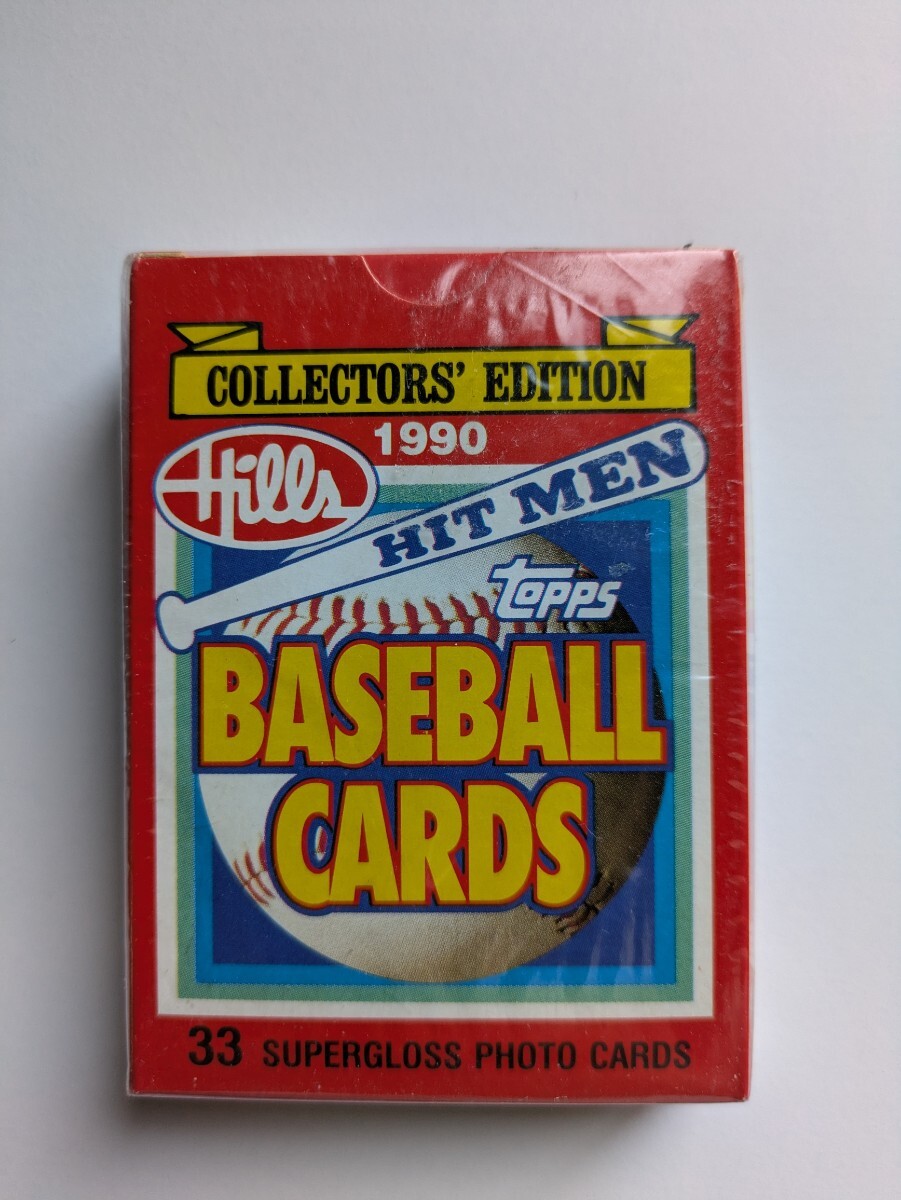 COLLECTORS' EDITION
1990
Hills
HIT MEN
TOPPS
BASEBALL
CARDS
33 SUPERGLOSS PHOTO CARDS